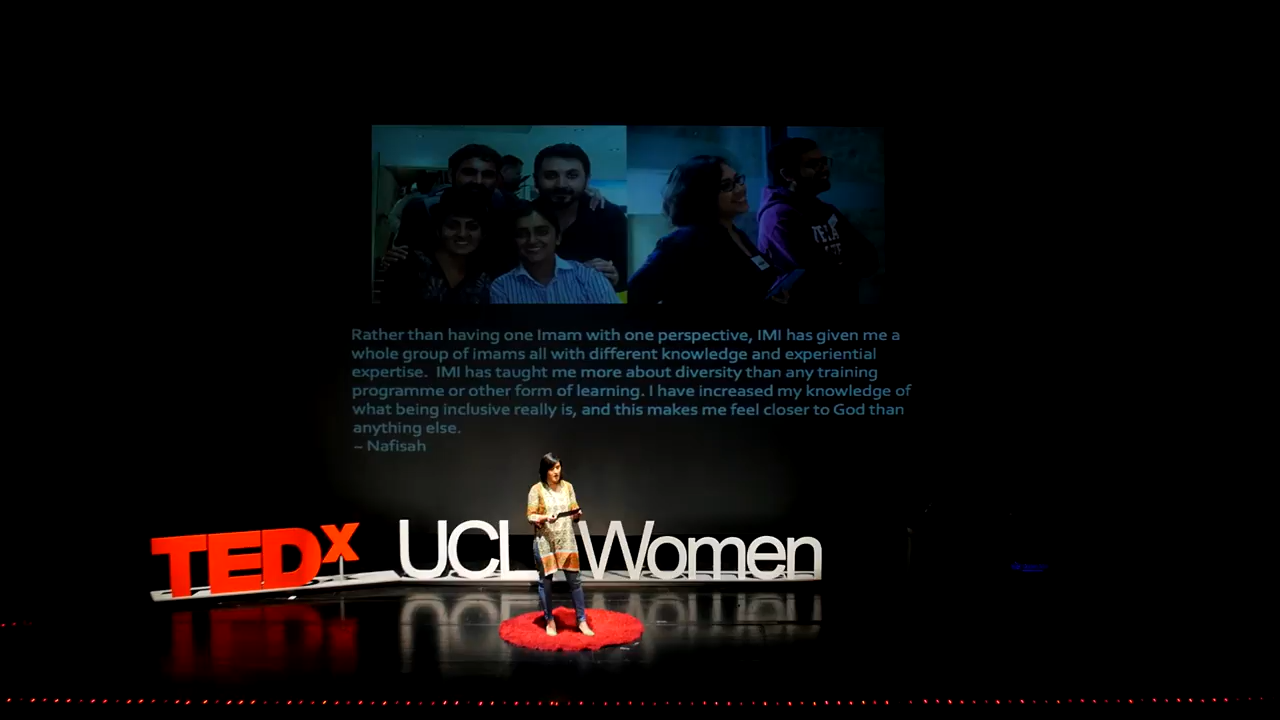 Rather than having one Imam with one perspective, IMI has given me a
whole group of imams all with different knowledge and experiential
expertise. IMI has taught me more about diversity than any training
programme or other form of learning. I have increased my knowledge of
what being inclusive really is, and this makes me feel closer to God than
anything else.
– Nafisah
TEDx UCL Women